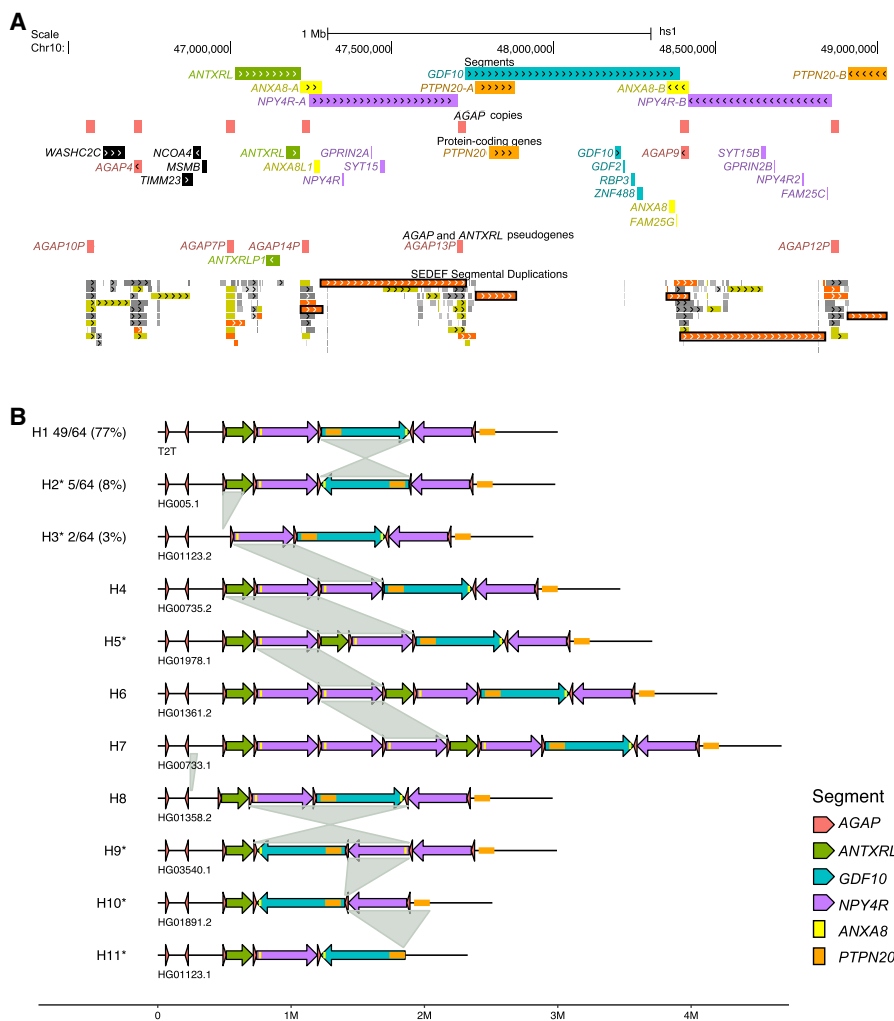 A
Scale 1 Mb hs1
Chr10: 47,000,000 47,500,000 48,000,000 48,500,000 49,000,000
Segments
ANTXRL GDF10 PTPN20-B
ANXA8-A PTPN20-A ANXA8-B
NPY4R-A NPY4R-B
AGAP copies
Protein-coding genes
WASHC2C NCOA4 ANTXRL GPRIN2A PTPN20 GDF10 AGAP9 SYT15B
AGAP4 MSMB ANXA8L1 SYT15 GDF2 GPRIN2B
TIMM23 NPY4R RBP3 NPY4R2
ZNF488 FAM25C
ANXA8
FAM25G
AGAP and ANTXRL pseudogenes
AGAP10P AGAP7P AGAP14P AGAP13P AGAP12P
ANTXRLP1
SEDEF Segmental Duplications
B
H1 49/64 (77%)
T2T
H2* 5/64 (8%)
HG005.1
H3* 2/64 (3%)
HG01123.2
H4
HG00735.2
H5*
HG01978.1
H6
HG01361.2
H7
HG00733.1
H8
HG01358.2
H9*
HG03540.1
H10*
HG01891.2
H11*
HG01123.1
0 1M 2M 3M 4M
Segment
AGAP
ANTXRL
GDF10
NPY4R
ANXA8
PTPN20